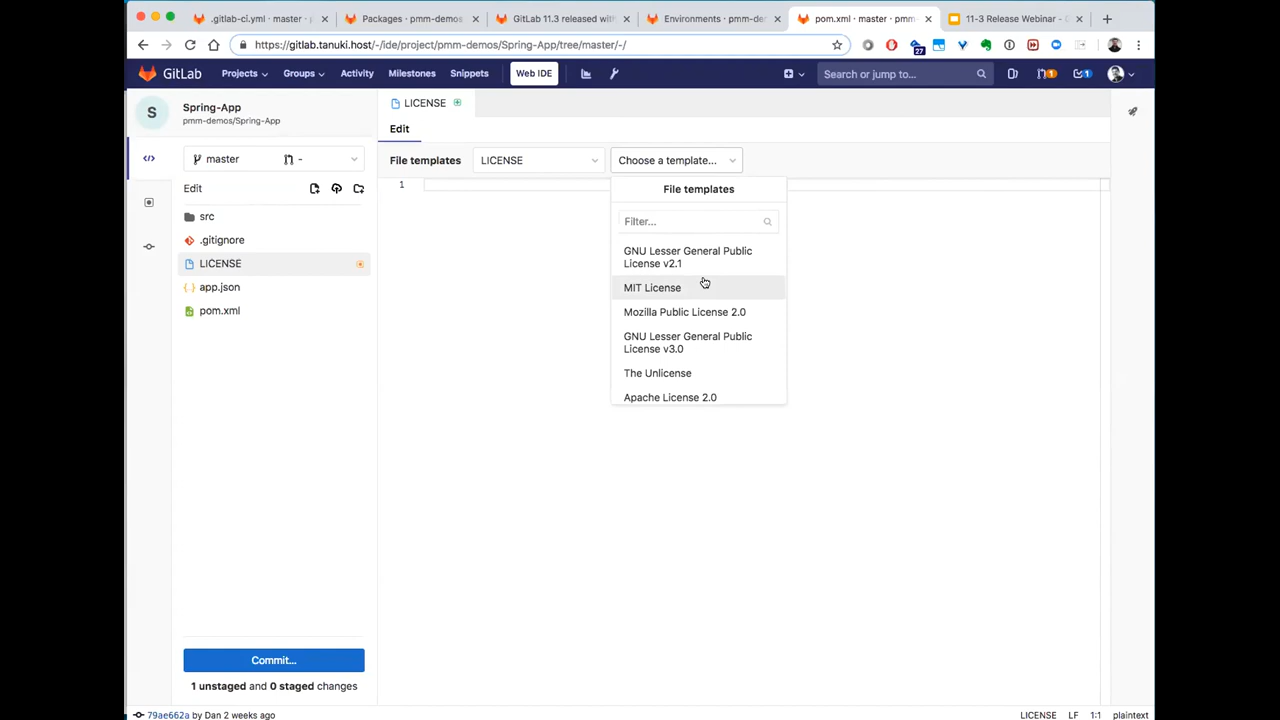 .gitlab-ci.yml · master · pmm-
Packages · pmm-demos
GitLab 11.3 released with
Environments · pmm-de
pom.xml · master · pmm-
11-3 Release Webinar -
https://gitlab.tanuki.host/-/ide/project/pmm-demos/Spring-App/tree/master/-/
27
GitLab
Projects
Groups
Activity
Milestones
Snippets
Web IDE
Search or jump to...
1
1
S
Spring-App
pmm-demos/Spring-App
LICENSE
Edit
master
-
File templates
LICENSE
Choose a template...
Edit
1
File templates
src
Filter...
.gitignore
GNU Lesser General Public
License v2.1
LICENSE
app.json
MIT License
pom.xml
Mozilla Public License 2.0
GNU Lesser General Public
License v3.0
The Unlicense
Apache License 2.0
Commit...
1 unstaged and 0 staged changes
79ae662a by Dan 2 weeks ago
LICENSE
LF
1:1
plaintext